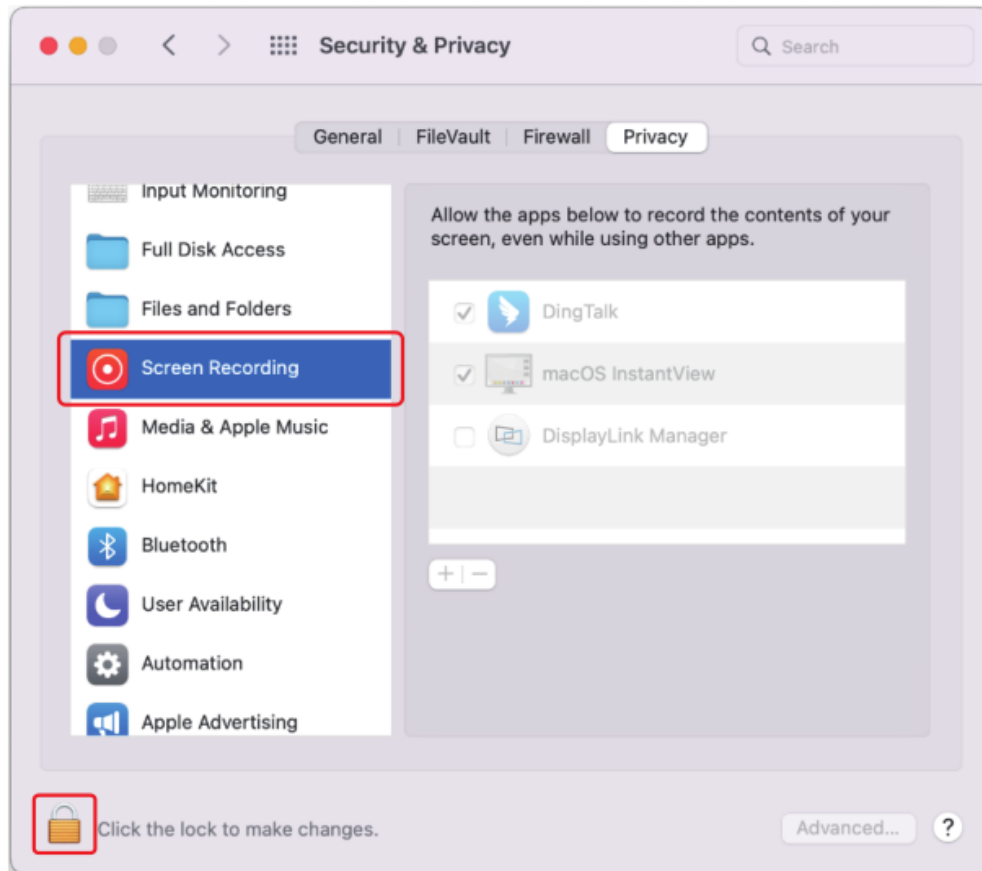 Security & Privacy
Search
General
FileVault
Firewall
Privacy
Input Monitoring
Full Disk Access
Files and Folders
Screen Recording
Media & Apple Music
HomeKit
Bluetooth
User Availability
Automation
Apple Advertising
Allow the apps below to record the contents of your
screen, even while using other apps.
DingTalk
macOS InstantView
DisplayLink Manager
+ −
Click the lock to make changes.
Advanced...
?